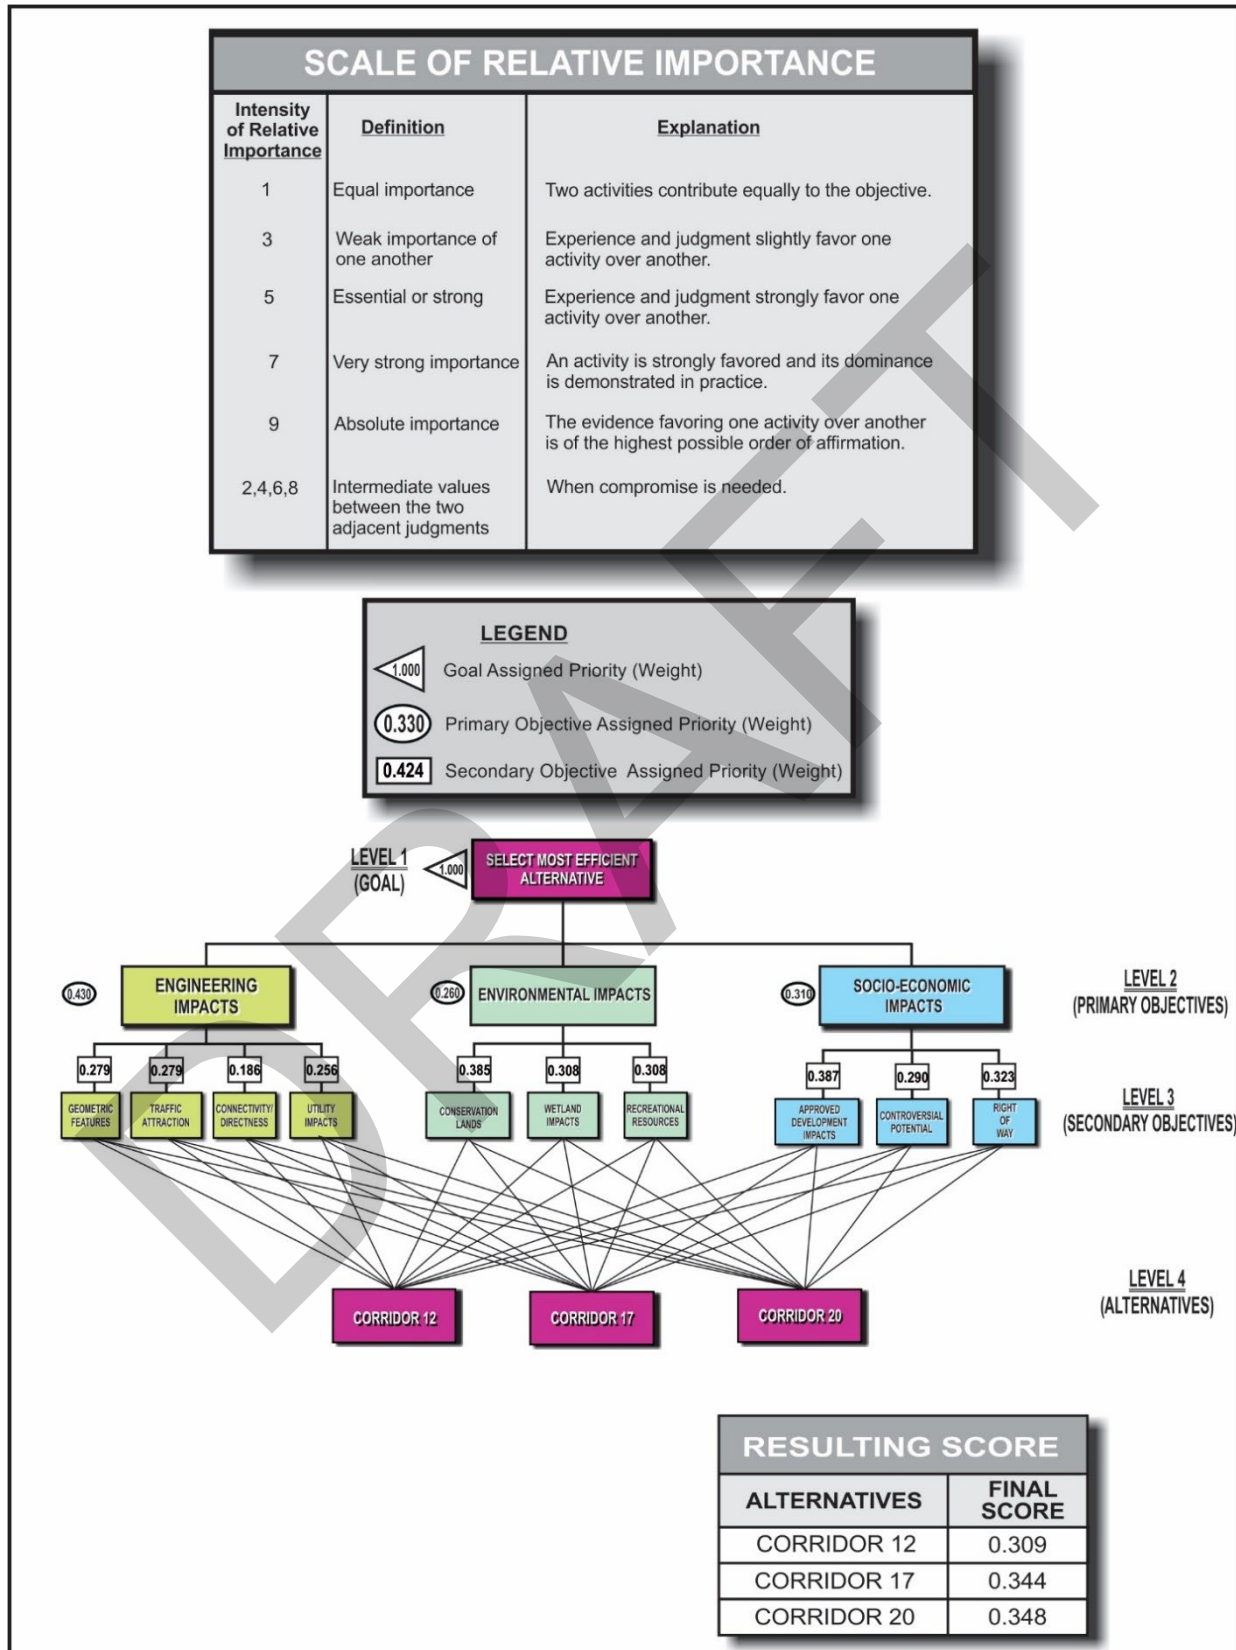 SCALE OF RELATIVE IMPORTANCE
Intensity
of Relative
Importance
Definition
Explanation
1
Equal importance
Two activities contribute equally to the objective.
3
Weak importance of
one another
Experience and judgment slightly favor one
activity over another.
5
Essential or strong
Experience and judgment strongly favor one
activity over another.
7
Very strong importance
An activity is strongly favored and its dominance
is demonstrated in practice.
9
Absolute importance
The evidence favoring one activity over another
is of the highest possible order of affirmation.
2,4,6,8
Intermediate values
between the two
adjacent judgments
When compromise is needed.
LEGEND
1.000
Goal Assigned Priority (Weight)
0.330
Primary Objective Assigned Priority (Weight)
0.424
Secondary Objective Assigned Priority (Weight)
LEVEL 1
(GOAL)
1.000
SELECT MOST EFFICIENT
ALTERNATIVE
0.430
ENGINEERING
IMPACTS
0.260
ENVIRONMENTAL IMPACTS
0.310
SOCIO-ECONOMIC
IMPACTS
LEVEL 2
(PRIMARY OBJECTIVES)
0.279
0.279
0.186
0.256
0.385
0.308
0.308
0.387
0.290
0.323
GEOMETRIC
FEATURES
TRAFFIC
ATTRACTION
CONNECTIVITY/
DIRECTNESS
UTILITY
IMPACTS
CONSERVATION
LANDS
WETLAND
IMPACTS
RECREATIONAL
RESOURCES
APPROVED
DEVELOPMENT
IMPACTS
CONTROVERSIAL
POTENTIAL
RIGHT
OF
WAY
LEVEL 3
(SECONDARY OBJECTIVES)
CORRIDOR 12
CORRIDOR 17
CORRIDOR 20
LEVEL 4
(ALTERNATIVES)
RESULTING SCORE
ALTERNATIVES
FINAL
SCORE
CORRIDOR 12
0.309
CORRIDOR 17
0.344
CORRIDOR 20
0.348
DRAFT